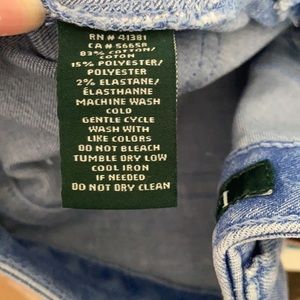 RN # 41381
CA # 56658
83% COTTON/
COTON
15% POLYESTER/
POLYESTER
2% ELASTANE/
ÉLASTHANNE
MACHINE WASH
COLD
GENTLE CYCLE
WASH WITH
LIKE COLORS
DO NOT BLEACH
TUMBLE DRY LOW
COOL IRON
IF NEEDED
DO NOT DRY CLEAN